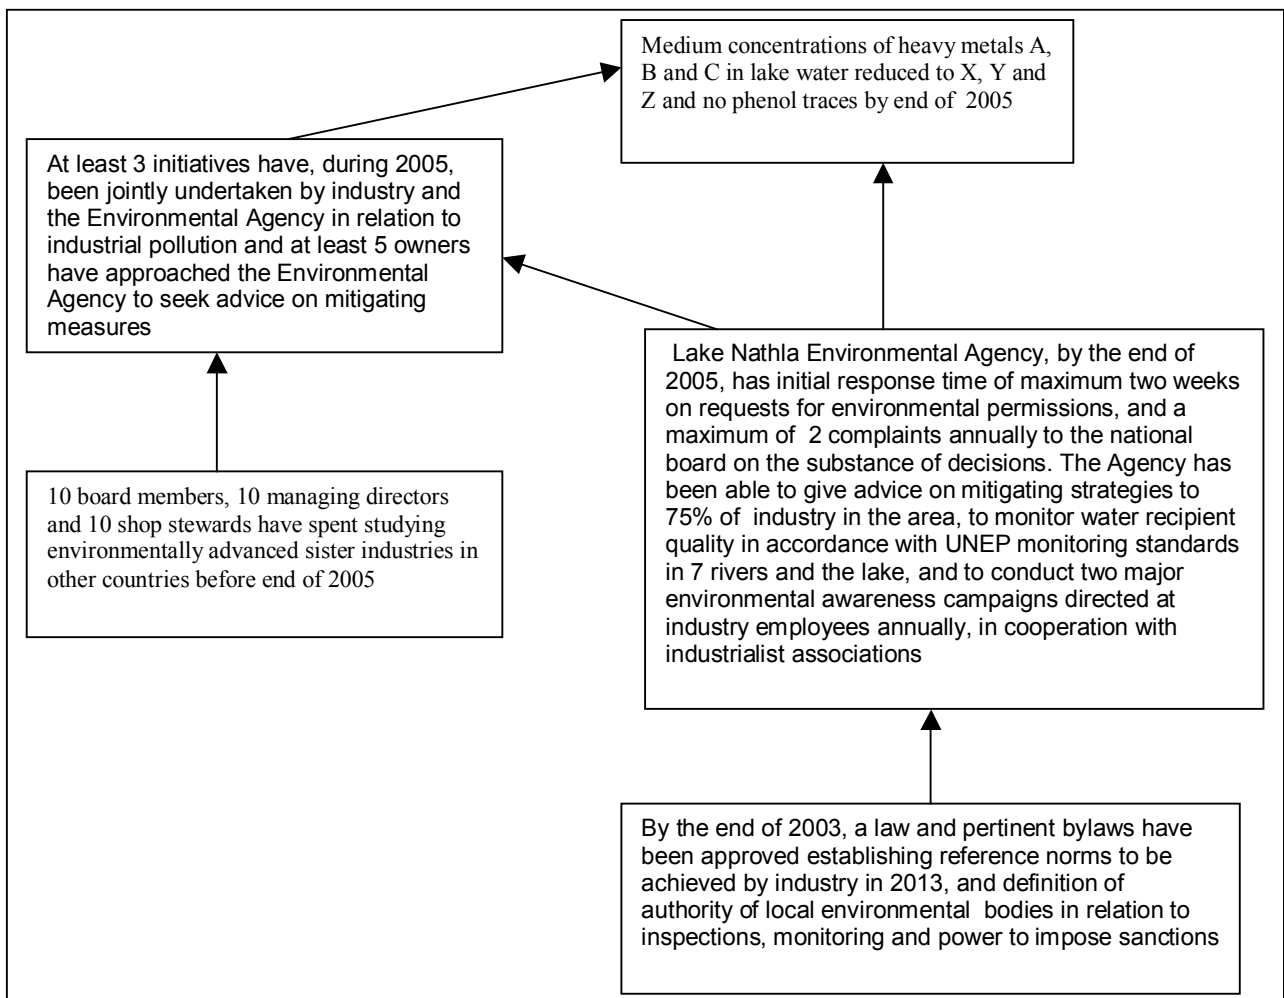 Medium concentrations of heavy metals A,
B and C in lake water reduced to X, Y and
Z and no phenol traces by end of 2005
At least 3 initiatives have, during 2005,
been jointly undertaken by industry and
the Environmental Agency in relation to
industrial pollution and at least 5 owners
have approached the Environmental
Agency to seek advice on mitigating
measures
Lake Nathla Environmental Agency, by the end of
2005, has initial response time of maximum two weeks
on requests for environmental permissions, and a
maximum of 2 complaints annually to the national
board on the substance of decisions. The Agency has
been able to give advice on mitigating strategies to
75% of industry in the area, to monitor water recipient
quality in accordance with UNEP monitoring standards
in 7 rivers and the lake, and to conduct two major
environmental awareness campaigns directed at
industry employees annually, in cooperation with
industrialist associations
10 board members, 10 managing directors
and 10 shop stewards have spent studying
environmentally advanced sister industries in
other countries before end of 2005
By the end of 2003, a law and pertinent bylaws have
been approved establishing reference norms to be
achieved by industry in 2013, and definition of
authority of local environmental bodies in relation to
inspections, monitoring and power to impose sanctions